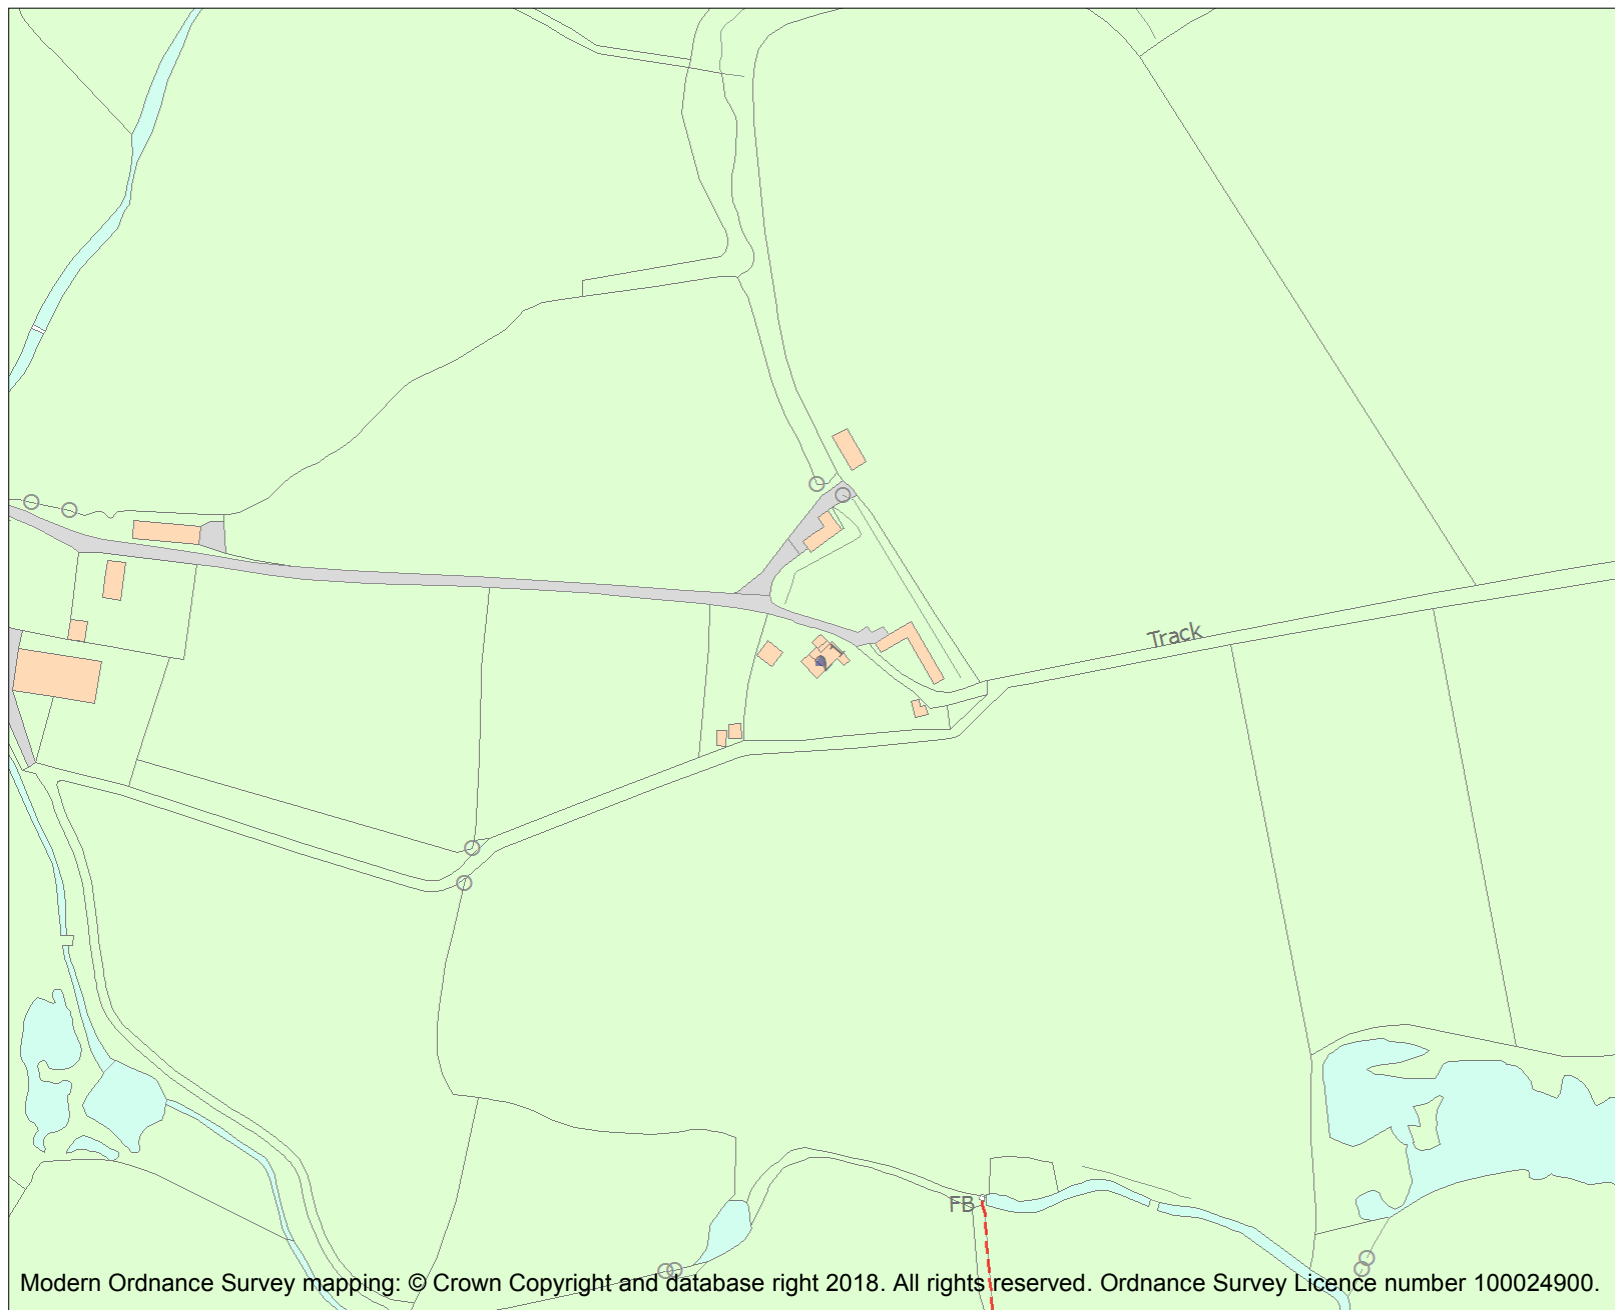 1
Track
FB
Modern Ordnance Survey mapping: © Crown Copyright and database right 2018. All rights reserved. Ordnance Survey Licence number 100024900.